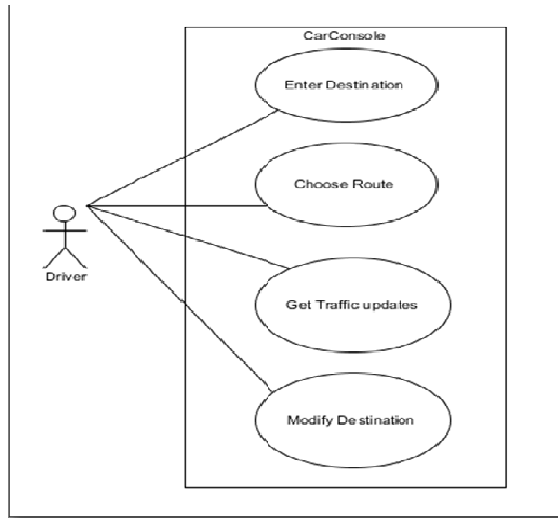 CarConsole
Enter Destination
Choose Route
Driver
Get Traffic updates
Modify Destination